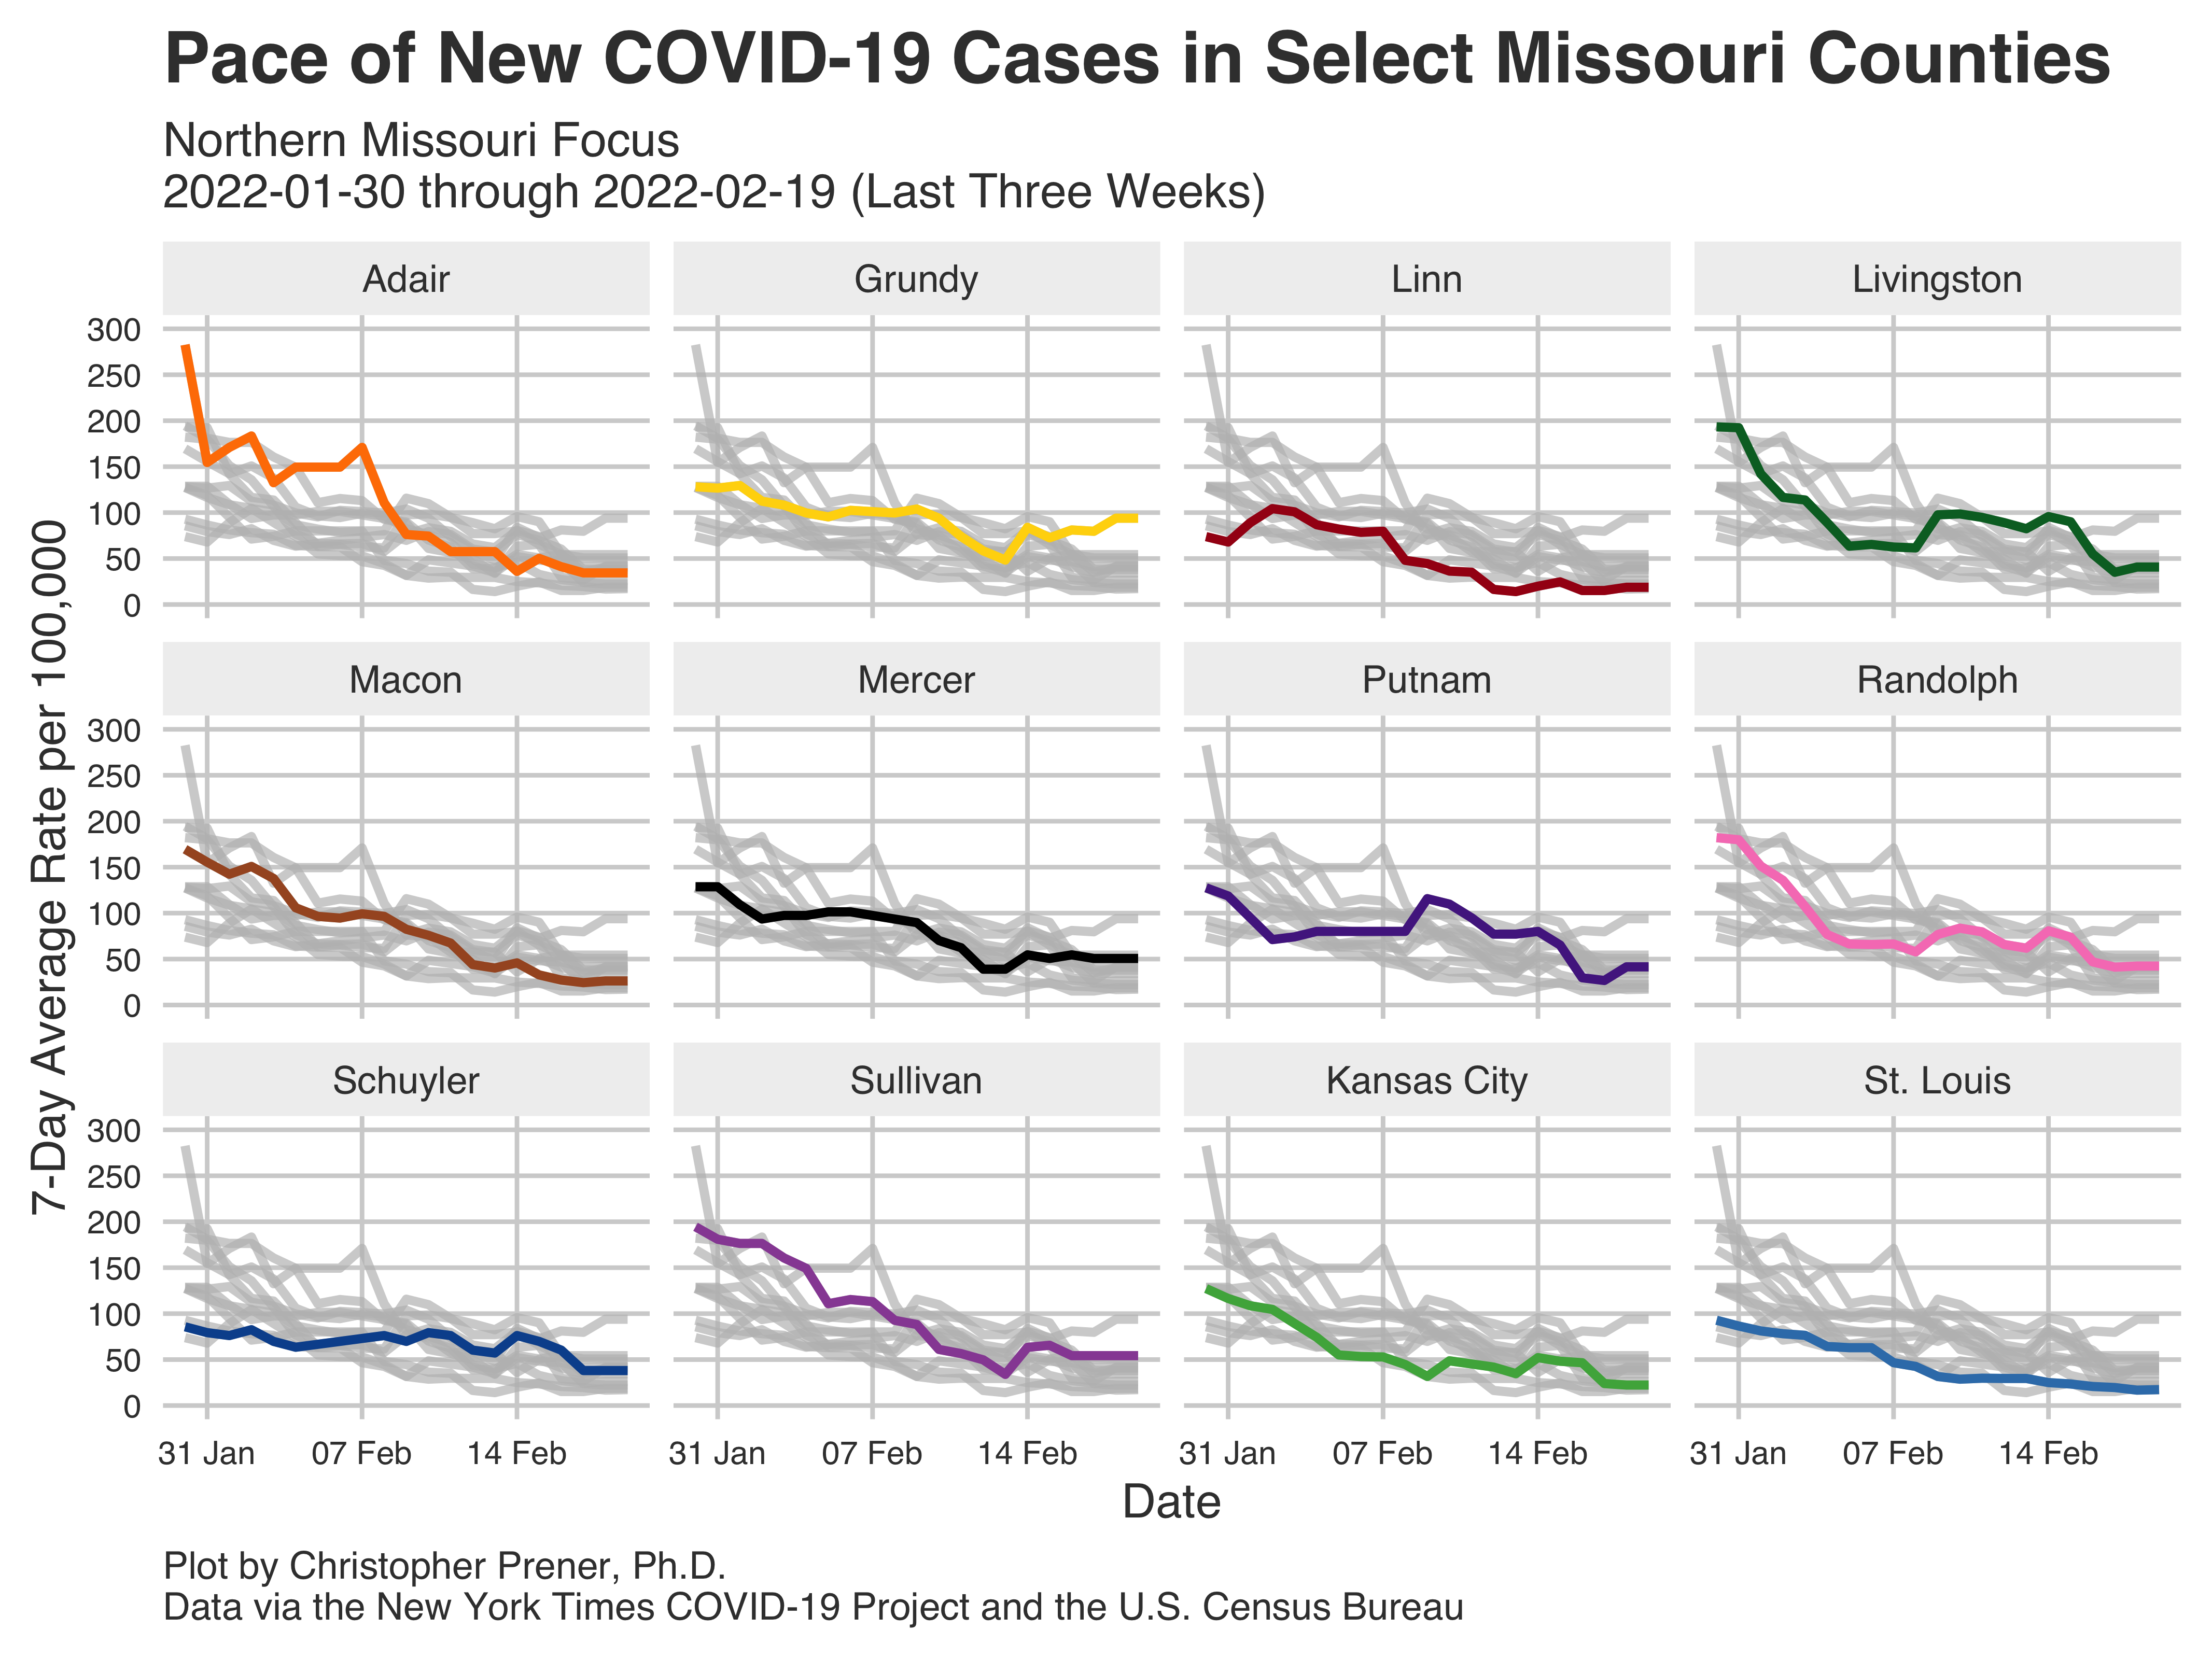 Pace of New COVID-19 Cases in Select Missouri Counties
Northern Missouri Focus
2022-01-30 through 2022-02-19 (Last Three Weeks)
7-Day Average Rate per 100,000
Adair
Grundy
Linn
Livingston
300
250
200
150
100
50
0
Macon
Mercer
Putnam
Randolph
300
250
200
150
100
50
0
Schuyler
Sullivan
Kansas City
St. Louis
300
250
200
150
100
50
0
31 Jan 07 Feb 14 Feb
31 Jan 07 Feb 14 Feb
31 Jan 07 Feb 14 Feb
31 Jan 07 Feb 14 Feb
Date
Plot by Christopher Prener, Ph.D.
Data via the New York Times COVID-19 Project and the U.S. Census Bureau